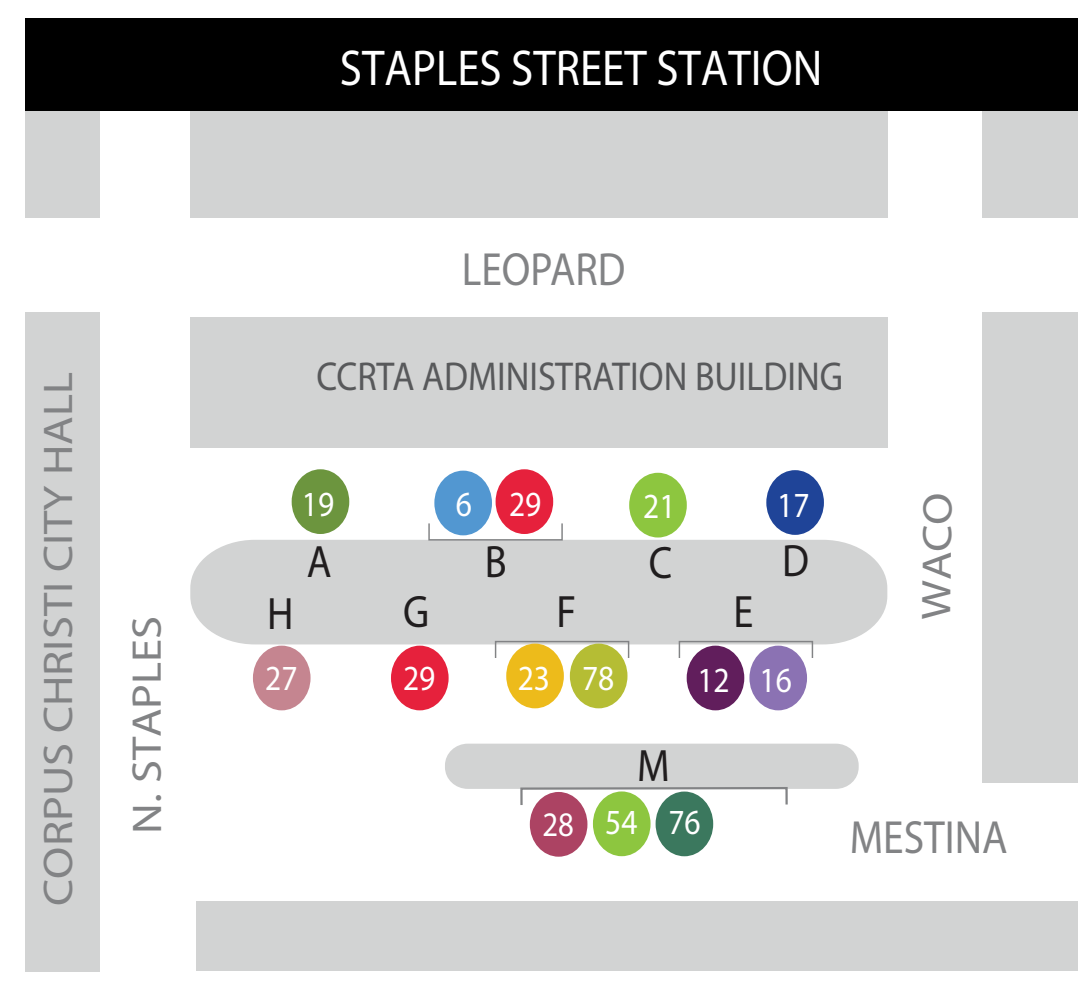 STAPLES STREET STATION
LEOPARD
CCRTA ADMINISTRATION BUILDING
CORPUS CHRISTI CITY HALL
N. STAPLES
WACO
19 6 29 21 17
A B C D
H G F E
27 29 23 78 12 16
M
28 54 76
MESTINA